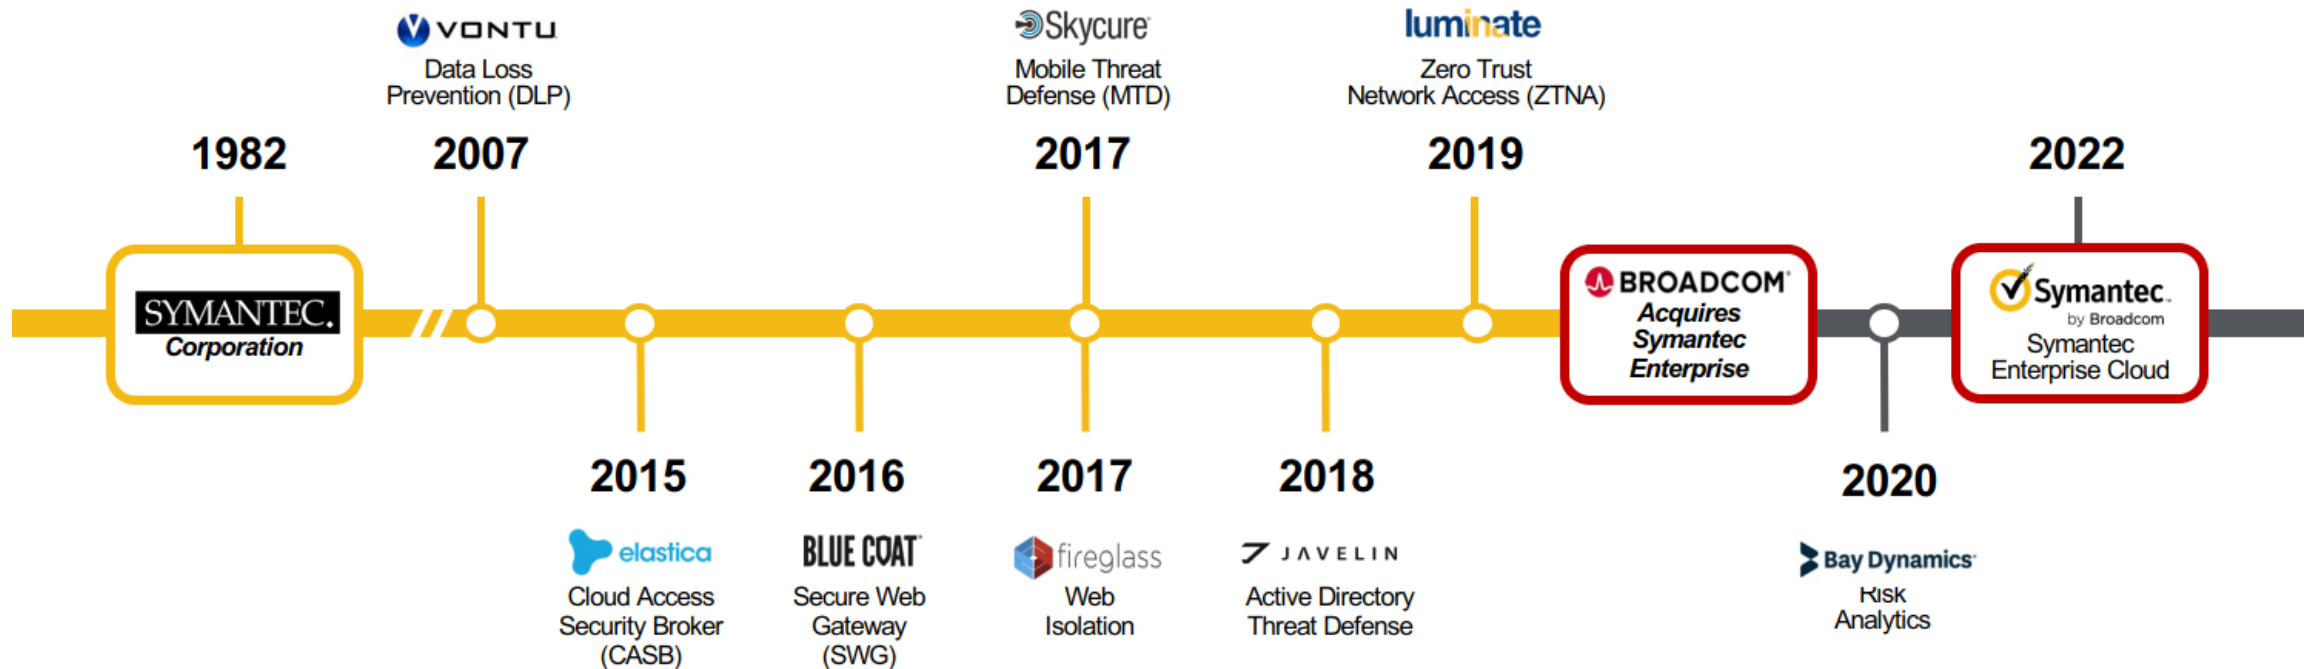 VONTU
Data Loss
Prevention (DLP)
Skycure
Mobile Threat
Defense (MTD)
luminate
Zero Trust
Network Access (ZTNA)
1982
2007
2017
2019
2022
SYMANTEC.
Corporation
BROADCOM
Acquires
Symantec
Enterprise
Symantec™
by Broadcom
Symantec
Enterprise Cloud
2015
2016
2017
2018
2020
elastica
Cloud Access
Security Broker
(CASB)
BLUE COAT
Secure Web
Gateway
(SWG)
fireglass
Web
Isolation
JAVELIN
Active Directory
Threat Defense
Bay Dynamics
Risk
Analytics